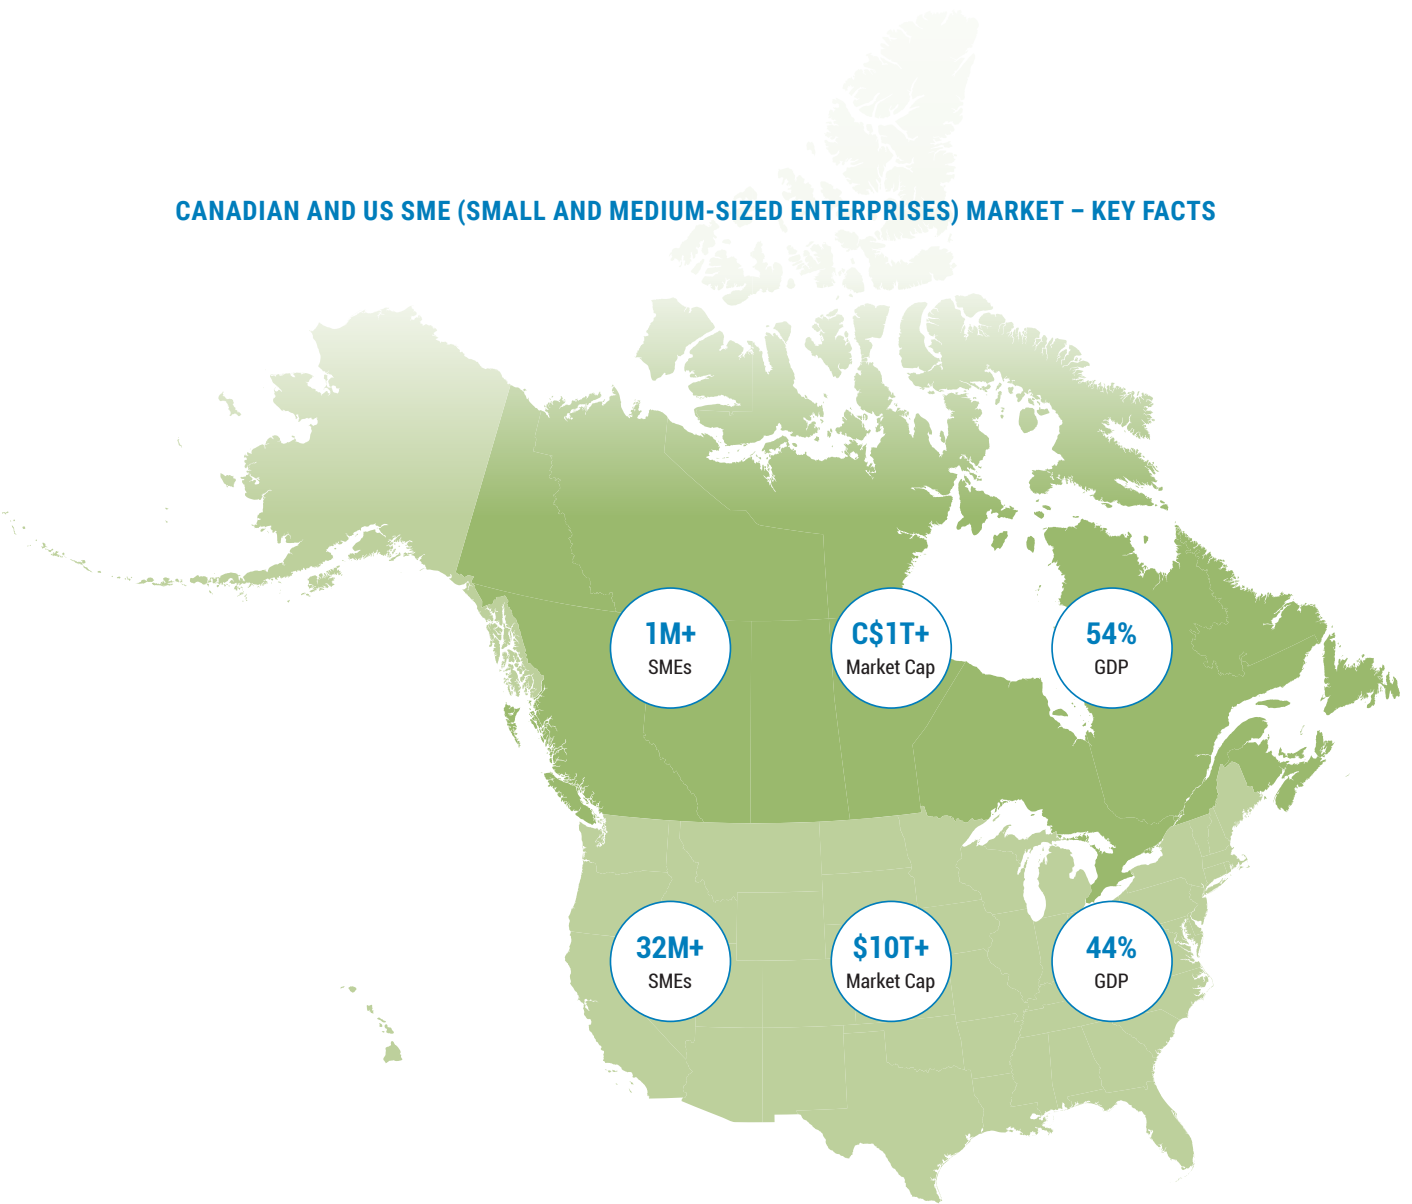 CANADIAN AND US SME (SMALL AND MEDIUM-SIZED ENTERPRISES) MARKET – KEY FACTS
1M+
SMEs
C$1T+
Market Cap
54%
GDP
32M+
SMEs
$10T+
Market Cap
44%
GDP